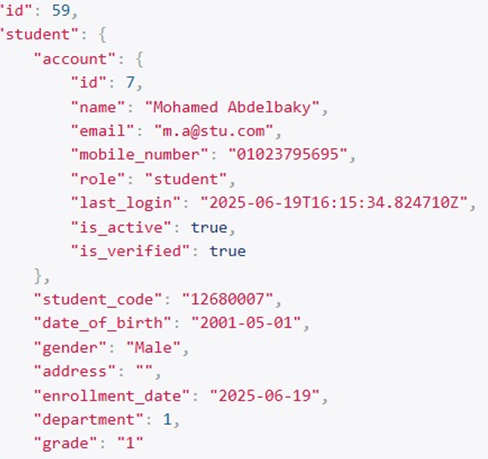 "id": 59,
"student": {
"account": {
"id": 7,
"name": "Mohamed Abdelbaky",
"email": "m.a@stu.com",
"mobile_number": "01023795695",
"role": "student",
"last_login": "2025-06-19T16:15:34.824710Z",
"is_active": true,
"is_verified": true
},
"student_code": "12680007",
"date_of_birth": "2001-05-01",
"gender": "Male",
"address": "",
"enrollment_date": "2025-06-19",
"department": 1,
"grade": "1"